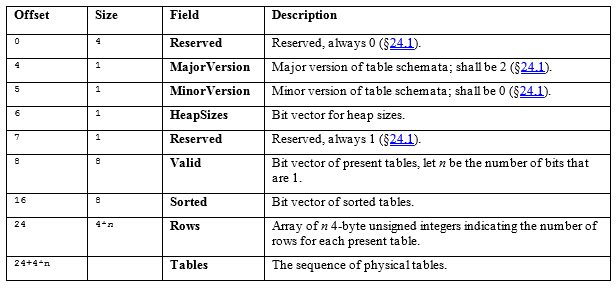 Offset Size Field Description
0 4 Reserved Reserved, always 0 (§24.1).
4 1 MajorVersion Major version of table schemata; shall be 2 (§24.1).
5 1 MinorVersion Minor version of table schemata; shall be 0 (§24.1).
6 1 HeapSizes Bit vector for heap sizes.
7 1 Reserved Reserved, always 1 (§24.1).
8 8 Valid Bit vector of present tables, let n be the number of bits that
are 1.
16 8 Sorted Bit vector of sorted tables.
24 4*n Rows Array of n 4-byte unsigned integers indicating the number of
rows for each present table.
24+4*n Tables The sequence of physical tables.